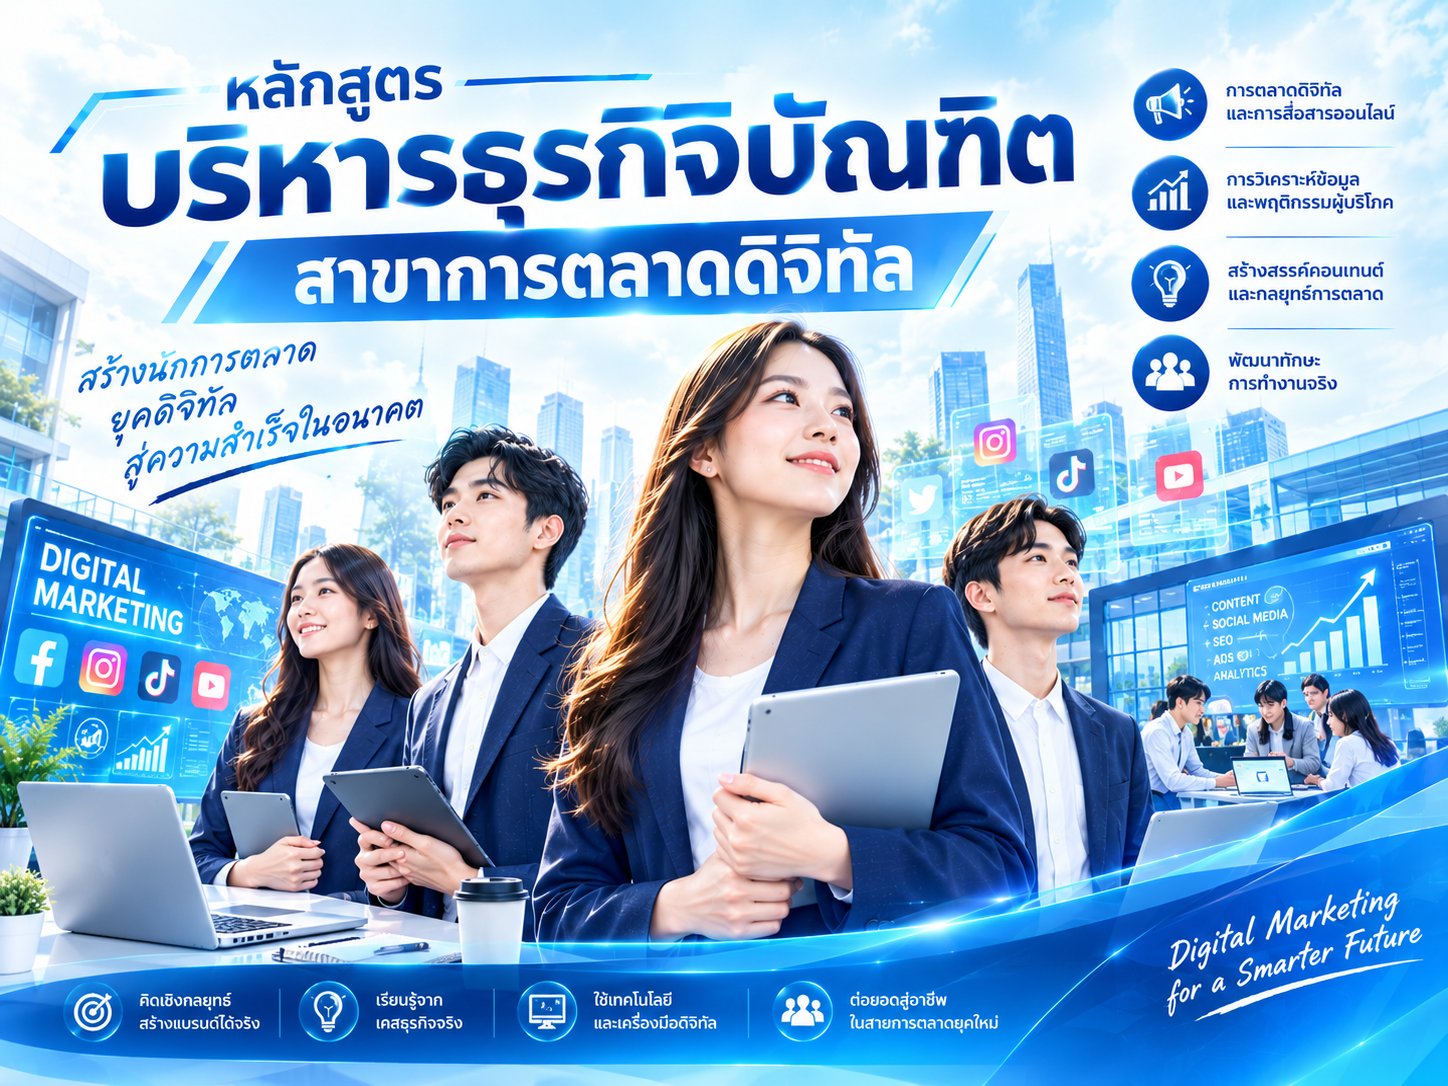 หลักสูตร
บริหารธุรกิจบัณฑิต
สาขาการตลาดดิจิทัล
สร้างนักการตลาด
ยุคดิจิทัล
สู่ความสำเร็จในอนาคต
การตลาดดิจิทัล
และการสื่อสารออนไลน์
การวิเคราะห์ข้อมูล
และพฤติกรรมผู้บริโภค
สร้างสรรค์คอนเทนต์
และกลยุทธ์การตลาด
พัฒนาทักษะ
การทำงานจริง
DIGITAL
MARKETING
CONTENT
SOCIAL MEDIA
SEO
ADS
ANALYTICS
Digital Marketing
for a Smarter Future
คิดเชิงกลยุทธ์
สร้างแบรนด์ได้จริง
เรียนรู้จาก
เคสธุรกิจจริง
ใช้เทคโนโลยี
และเครื่องมือดิจิทัล
ต่อยอดสู่อาชีพ
ในสายการตลาดยุคใหม่